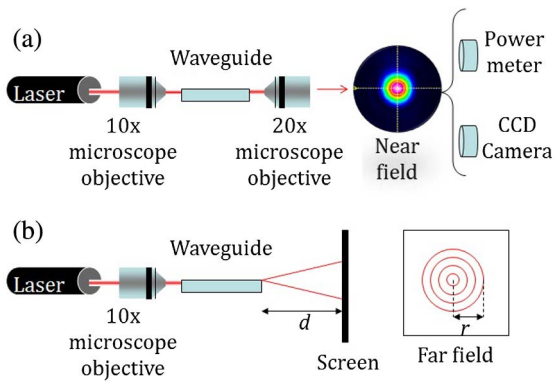 (a)
Waveguide
Laser
10x
microscope
objective
20x
microscope
objective
Near
field
Power
meter
CCD
Camera
(b)
Waveguide
Laser
10x
microscope
objective
d
Screen
r
Far field